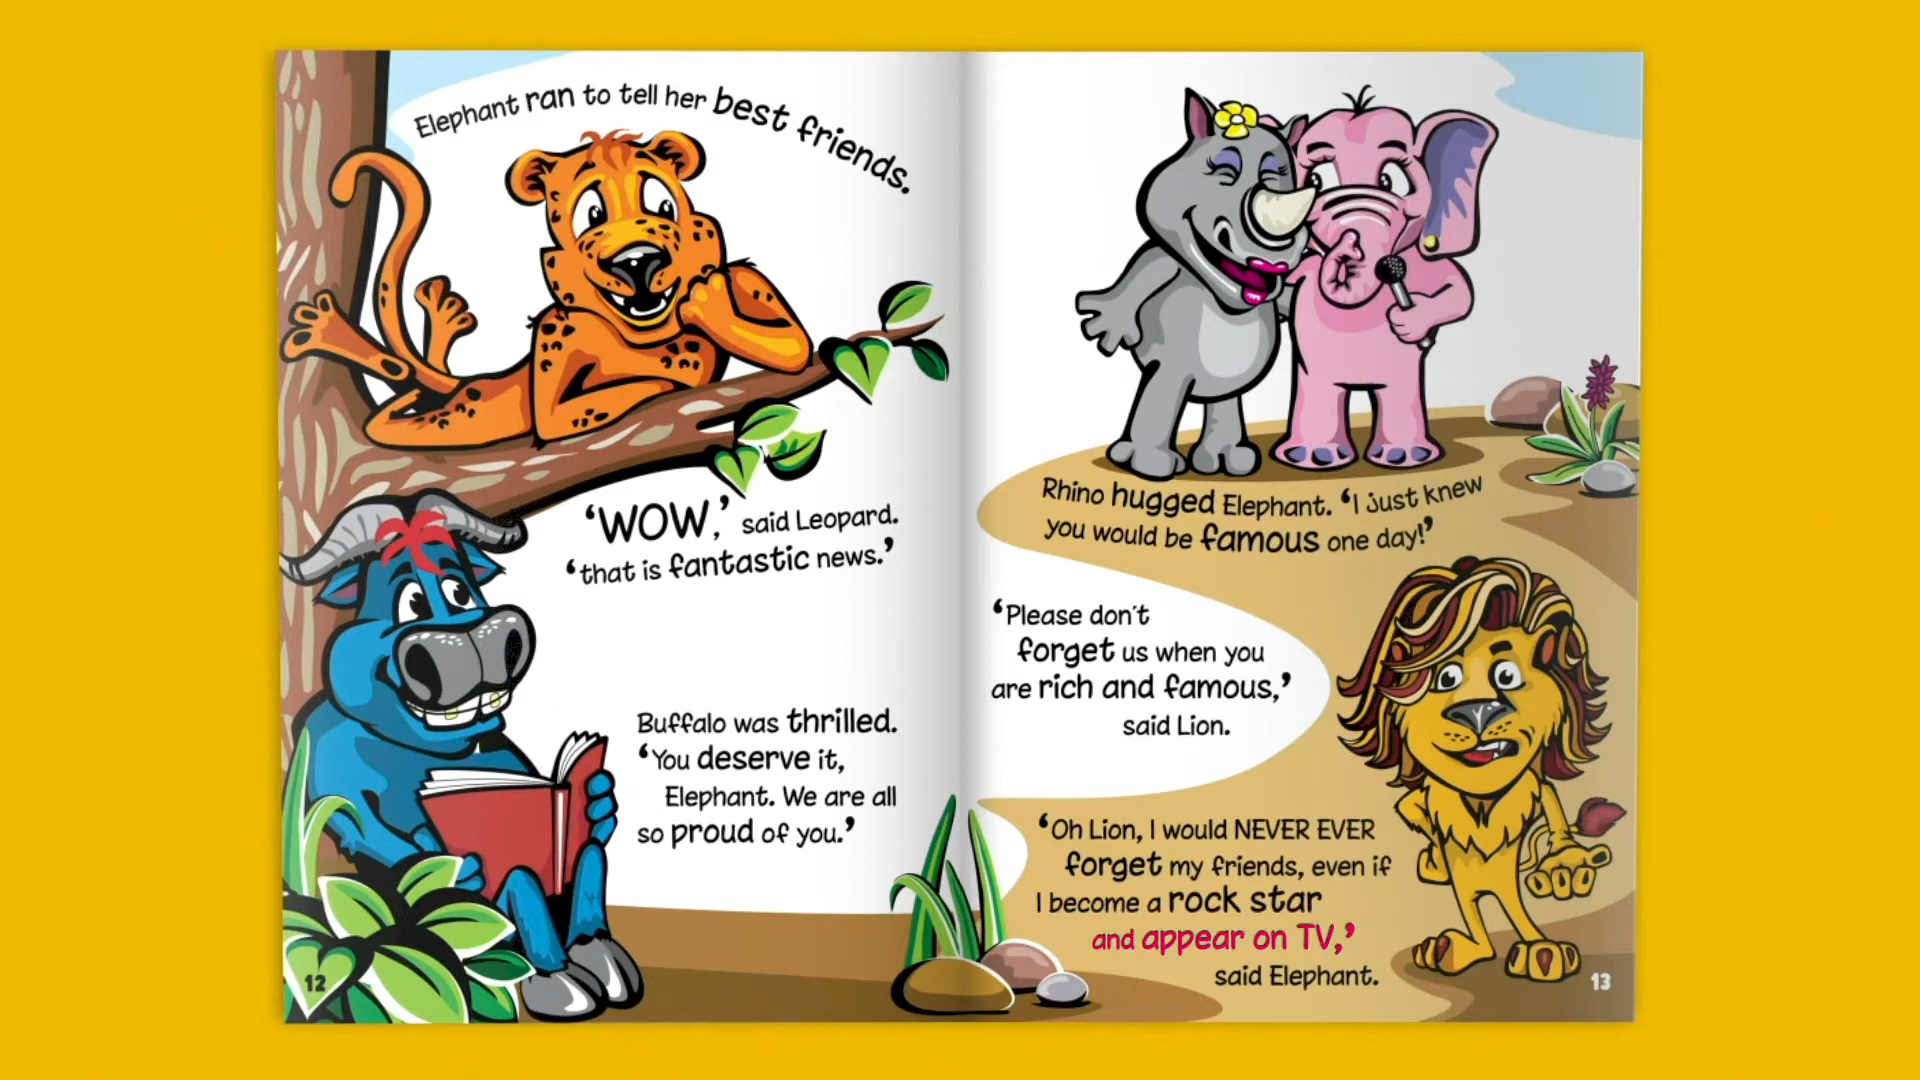 Elephant ran to tell her best friends.
‘WOW,’ said Leopard.
‘that is fantastic news.’
Buffalo was thrilled.
‘You deserve it,
Elephant. We are all
so proud of you.’
12
Rhino hugged Elephant. ‘I just knew
you would be famous one day!’
‘Please don't
forget us when you
are rich and famous,’
said Lion.
‘Oh Lion, I would NEVER EVER
forget my friends, even if
I become a rock star
and appear on TV,’
said Elephant.
13